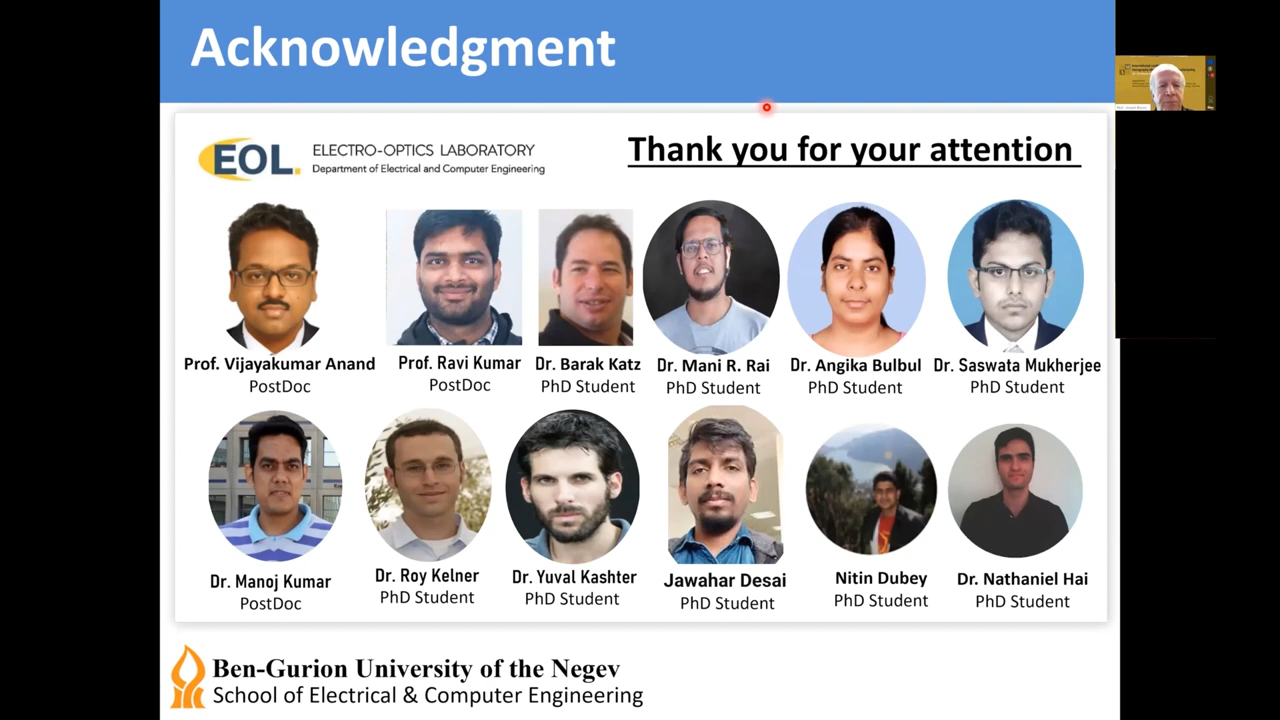 Acknowledgment
EOL.
ELECTRO-OPTICS LABORATORY
Department of Electrical and Computer Engineering
Thank you for your attention
Prof. Vijayakumar Anand
PostDoc
Prof. Ravi Kumar
PostDoc
Dr. Barak Katz
PhD Student
Dr. Mani R. Rai
PhD Student
Dr. Angika Bulbul
PhD Student
Dr. Saswata Mukherjee
PhD Student
Dr. Manoj Kumar
PostDoc
Dr. Roy Kelner
PhD Student
Dr. Yuval Kashter
PhD Student
Jawahar Desai
PhD Student
Nitin Dubey
PhD Student
Dr. Nathaniel Hai
PhD Student
Ben-Gurion University of the Negev
School of Electrical & Computer Engineering